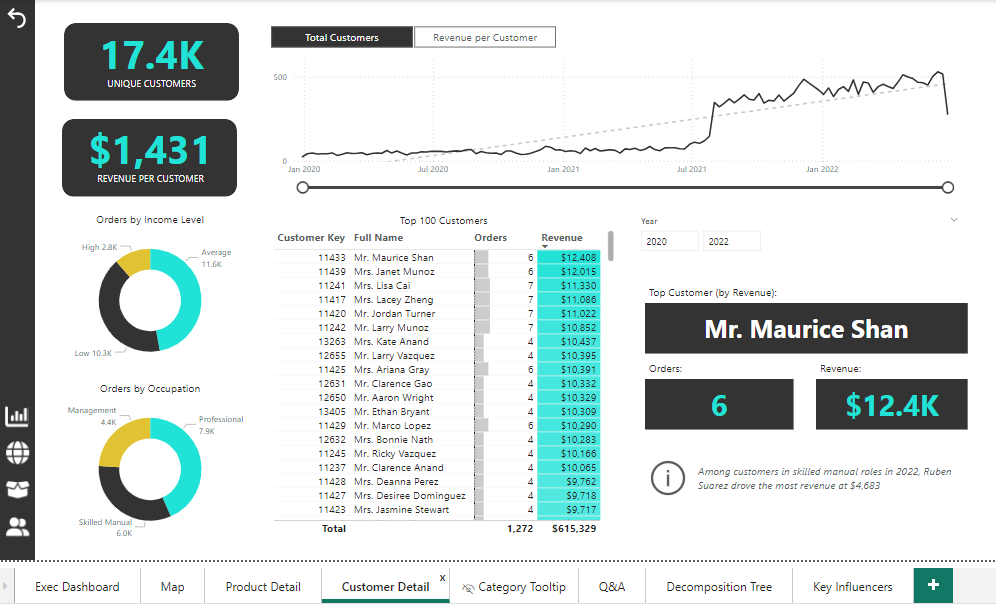 17.4K
UNIQUE CUSTOMERS
$1,431
REVENUE PER CUSTOMER
Total Customers
Revenue per Customer
500
0
Jan 2020
Jul 2020
Jan 2021
Jul 2021
Jan 2022
Orders by Income Level
High 2.8K
Average
11.6K
Low 10.3K
Orders by Occupation
Management
4.4K
Professional
7.9K
Skilled Manual
6.0K
Top 100 Customers
Customer Key Full Name Orders Revenue
11433 Mr. Maurice Shan 6 $12,408
11439 Mrs. Janet Munoz 6 $12,015
11241 Mrs. Lisa Cai 7 $11,330
11417 Mrs. Lacey Zheng 7 $11,086
11420 Mr. Jordan Turner 7 $11,022
11242 Mr. Larry Munoz 7 $10,852
13263 Mrs. Kate Anand 4 $10,437
12655 Mr. Larry Vazquez 4 $10,395
11425 Mrs. Ariana Gray 6 $10,391
12631 Mr. Clarence Gao 4 $10,332
12650 Mr. Aaron Wright 4 $10,329
13405 Mr. Ethan Bryant 4 $10,309
11429 Mr. Marco Lopez 6 $10,290
12632 Mrs. Bonnie Nath 4 $10,283
11245 Mr. Ricky Vazquez 4 $10,166
11237 Mr. Clarence Anand 4 $10,065
11428 Mrs. Deanna Perez 4 $9,762
11427 Mrs. Desiree Dominguez 4 $9,718
11423 Mrs. Jasmine Stewart 4 $9,717
Total 1,272 $615,329
Year
2020
2022
Top Customer (by Revenue):
Mr. Maurice Shan
Orders:
6
Revenue:
$12.4K
Among customers in skilled manual roles in 2022, Ruben
Suarez drove the most revenue at $4,683
Exec Dashboard
Map
Product Detail
Customer Detail x
Category Tooltip
Q&A
Decomposition Tree
Key Influencers
+